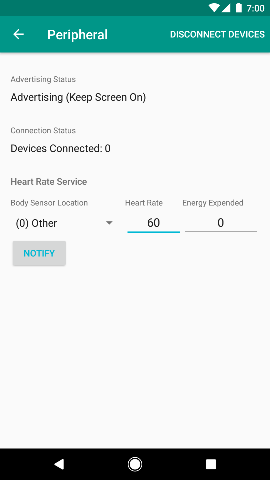 7:00
Peripheral
DISCONNECT DEVICES
Advertising Status
Advertising (Keep Screen On)
Connection Status
Devices Connected: 0
Heart Rate Service
Body Sensor Location Heart Rate Energy Expended
(0) Other 60 0
NOTIFY